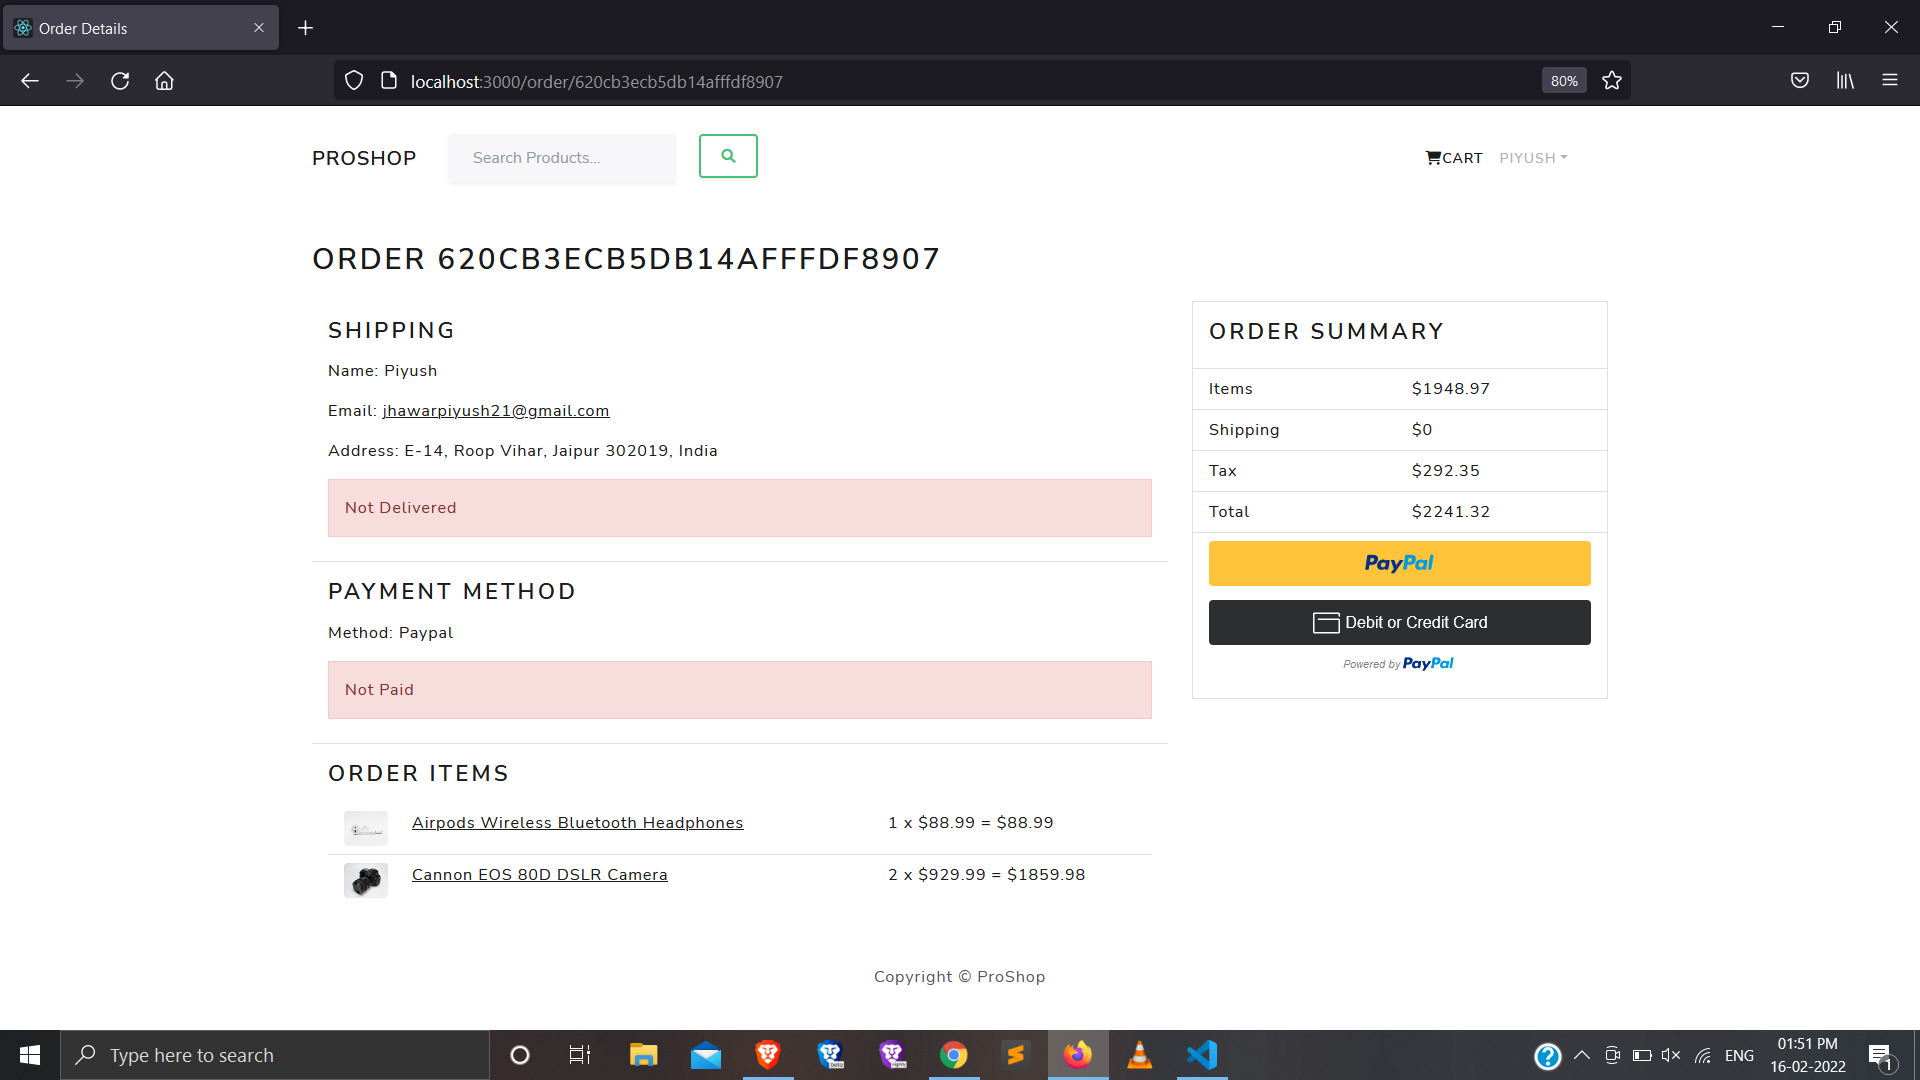 Order Details
localhost:3000/order/620cb3ecb5db14afffdf8907
80%
PROSHOP
Search Products...
CART
PIYUSH
ORDER 620CB3ECB5DB14AFFFDF8907
SHIPPING
Name: Piyush
Email: jhawarpiyush21@gmail.com
Address: E-14, Roop Vihar, Jaipur 302019, India
Not Delivered
PAYMENT METHOD
Method: Paypal
Not Paid
ORDER ITEMS
Airpods Wireless Bluetooth Headphones 1 x $88.99 = $88.99
Cannon EOS 80D DSLR Camera 2 x $929.99 = $1859.98
ORDER SUMMARY
Items $1948.97
Shipping $0
Tax $292.35
Total $2241.32
PayPal
Debit or Credit Card
Powered by PayPal
Copyright © ProShop
Type here to search
beta
nightly
ENG
01:51 PM
16-02-2022
1